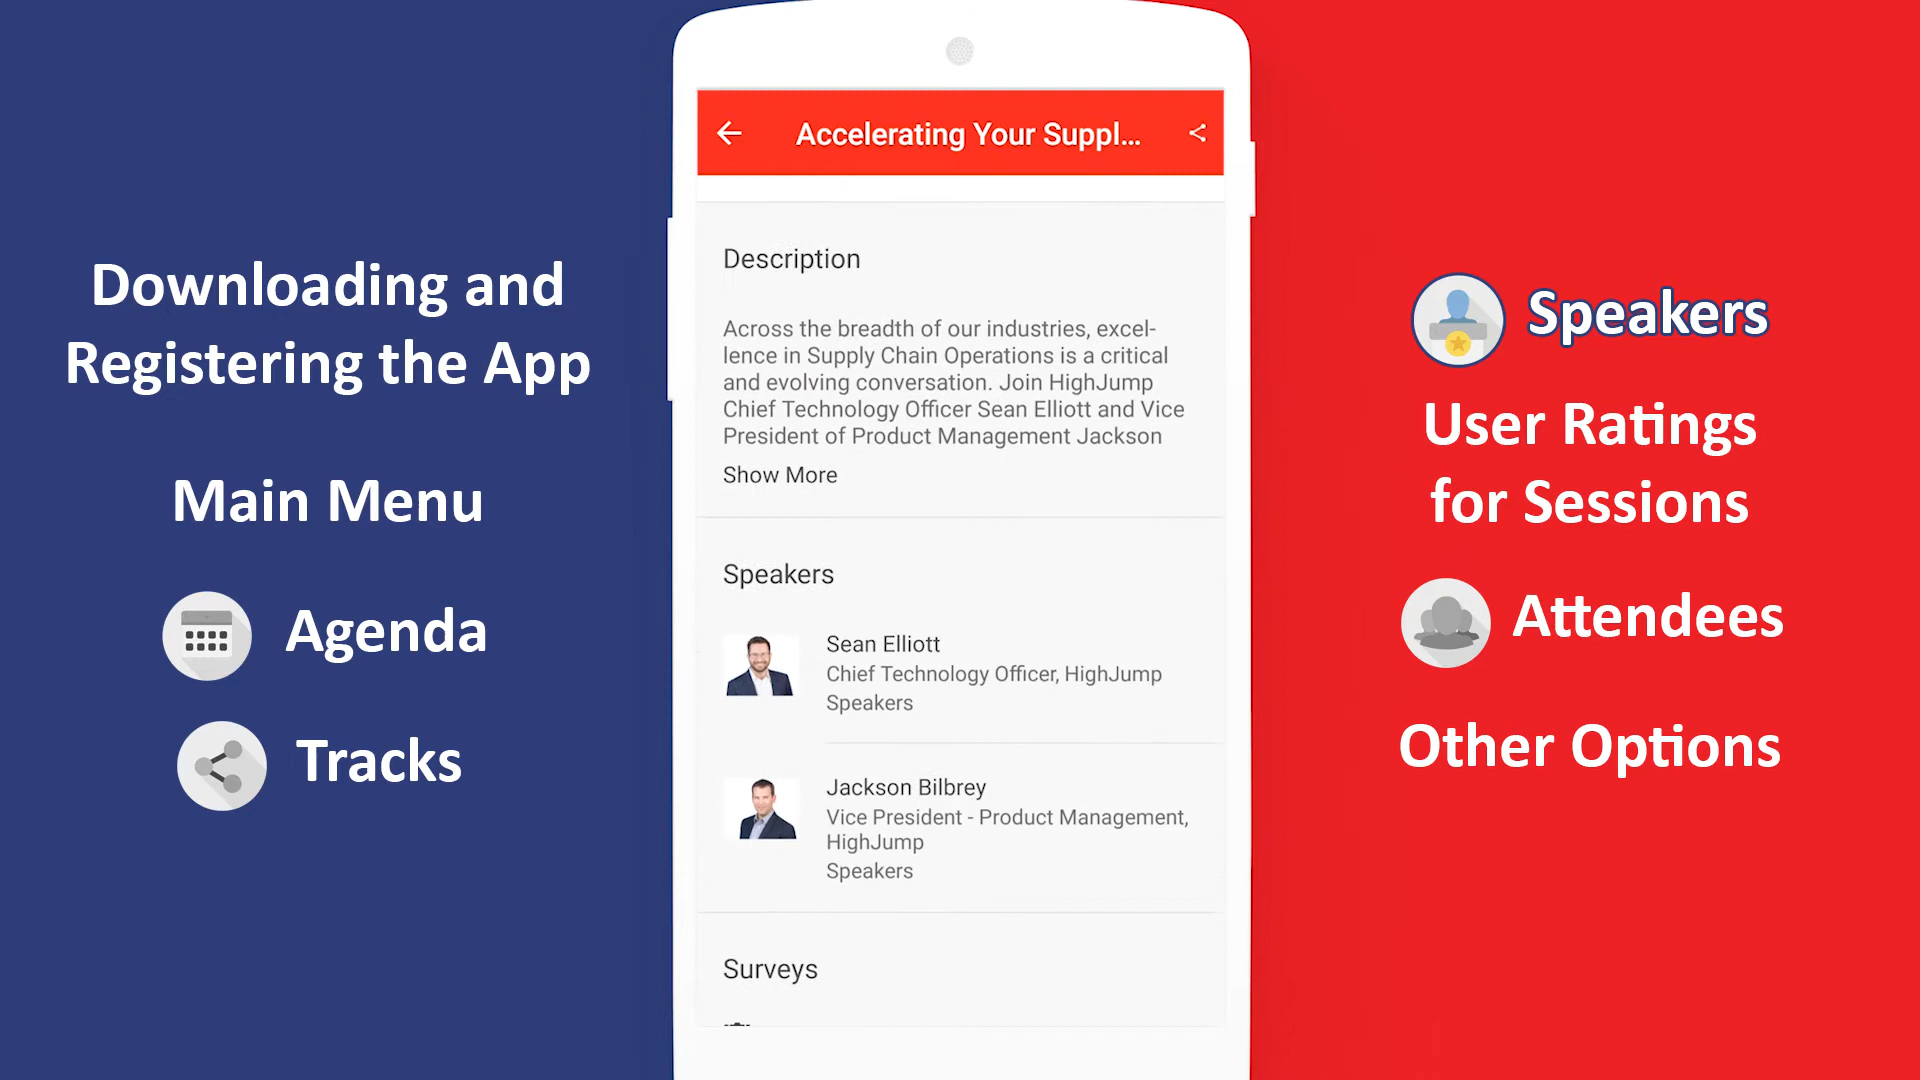 Downloading and
Registering the App
Main Menu
Agenda
Tracks
Accelerating Your Suppl...
Description
Across the breadth of our industries, excel-
lence in Supply Chain Operations is a critical
and evolving conversation. Join HighJump
Chief Technology Officer Sean Elliott and Vice
President of Product Management Jackson
Show More
Speakers
Sean Elliott
Chief Technology Officer, HighJump
Speakers
Jackson Bilbrey
Vice President - Product Management,
HighJump
Speakers
Surveys
Speakers
User Ratings
for Sessions
Attendees
Other Options